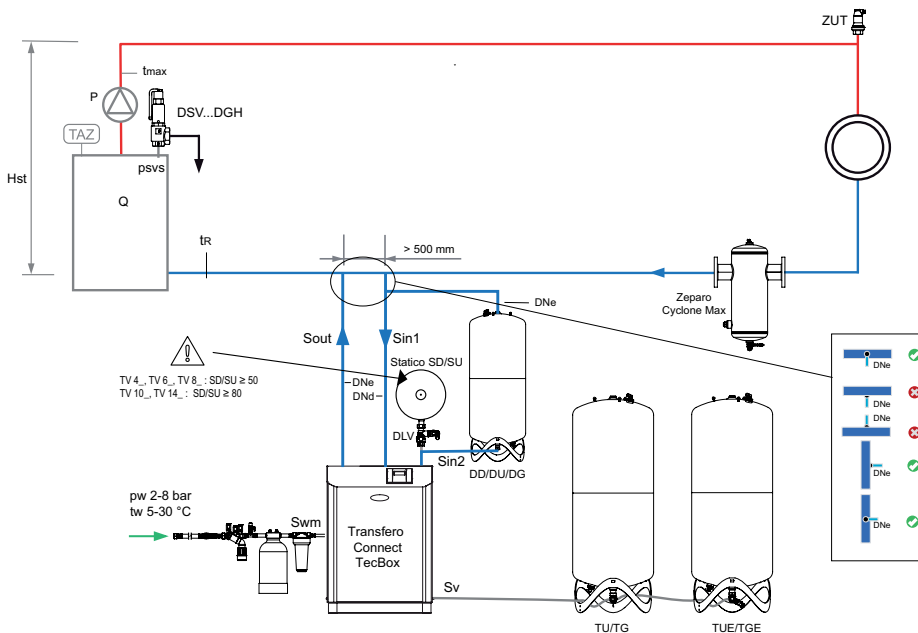 ZUT
tmax
P
DSV...DGH
TAZ
psvs
Hst
Q
tR
> 500 mm
DNe
Zeparo
Cyclone Max
Sout
Sin1
Statico SD/SU
TV 4_, TV 6_, TV 8_ : SD/SU ≥ 50
TV 10_, TV 14_ : SD/SU ≥ 80
DNe
DNd
DLV
Sin2
DD/DU/DG
DNe
DNe
DNe
DNe
DNe
pw 2-8 bar
tw 5-30 °C
Swm
Transfero
Connect
TecBox
Sv
TU/TG
TUE/TGE